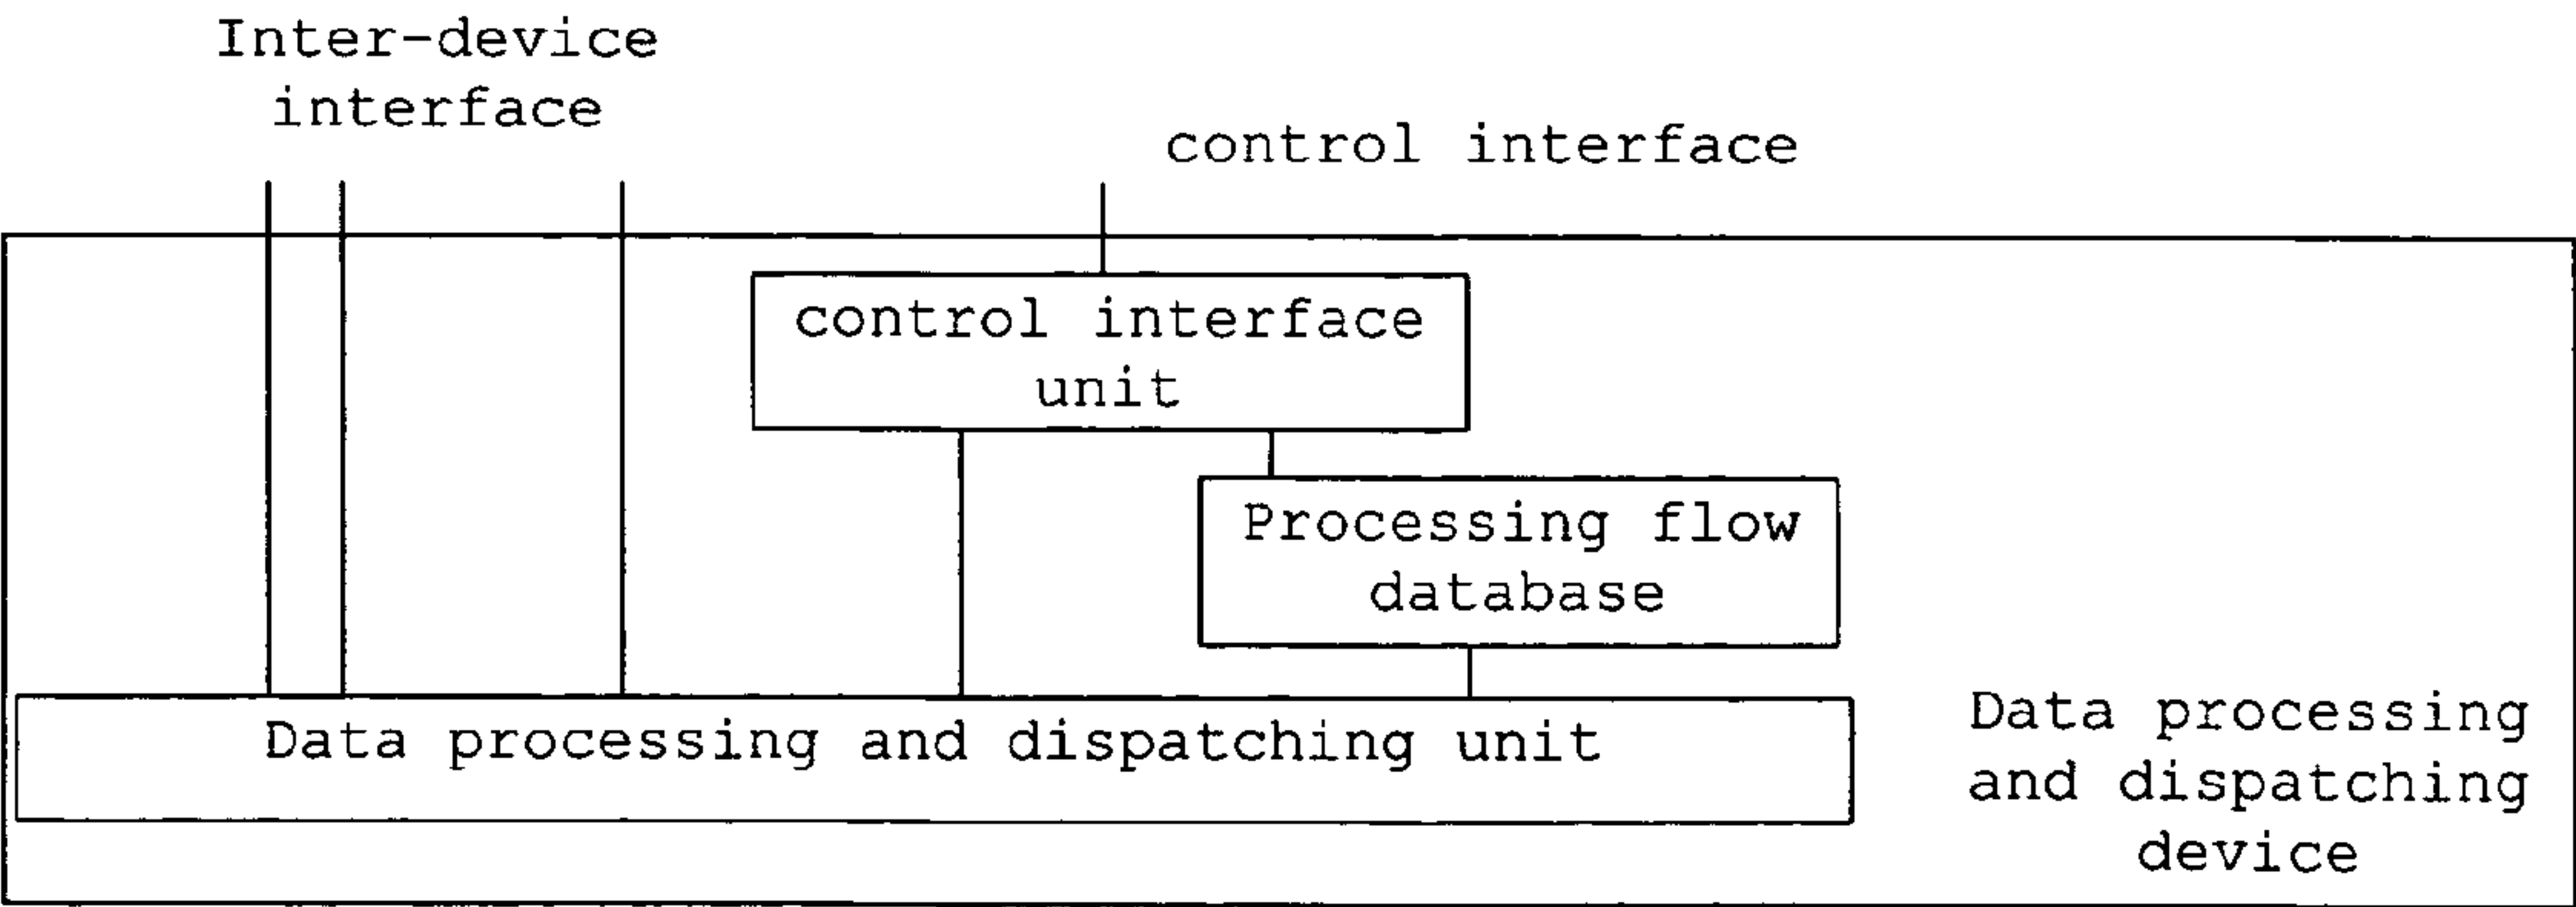 Inter-device
interface
control interface
control interface
unit
Processing flow
database
Data processing and dispatching unit
Data processing
and dispatching
device